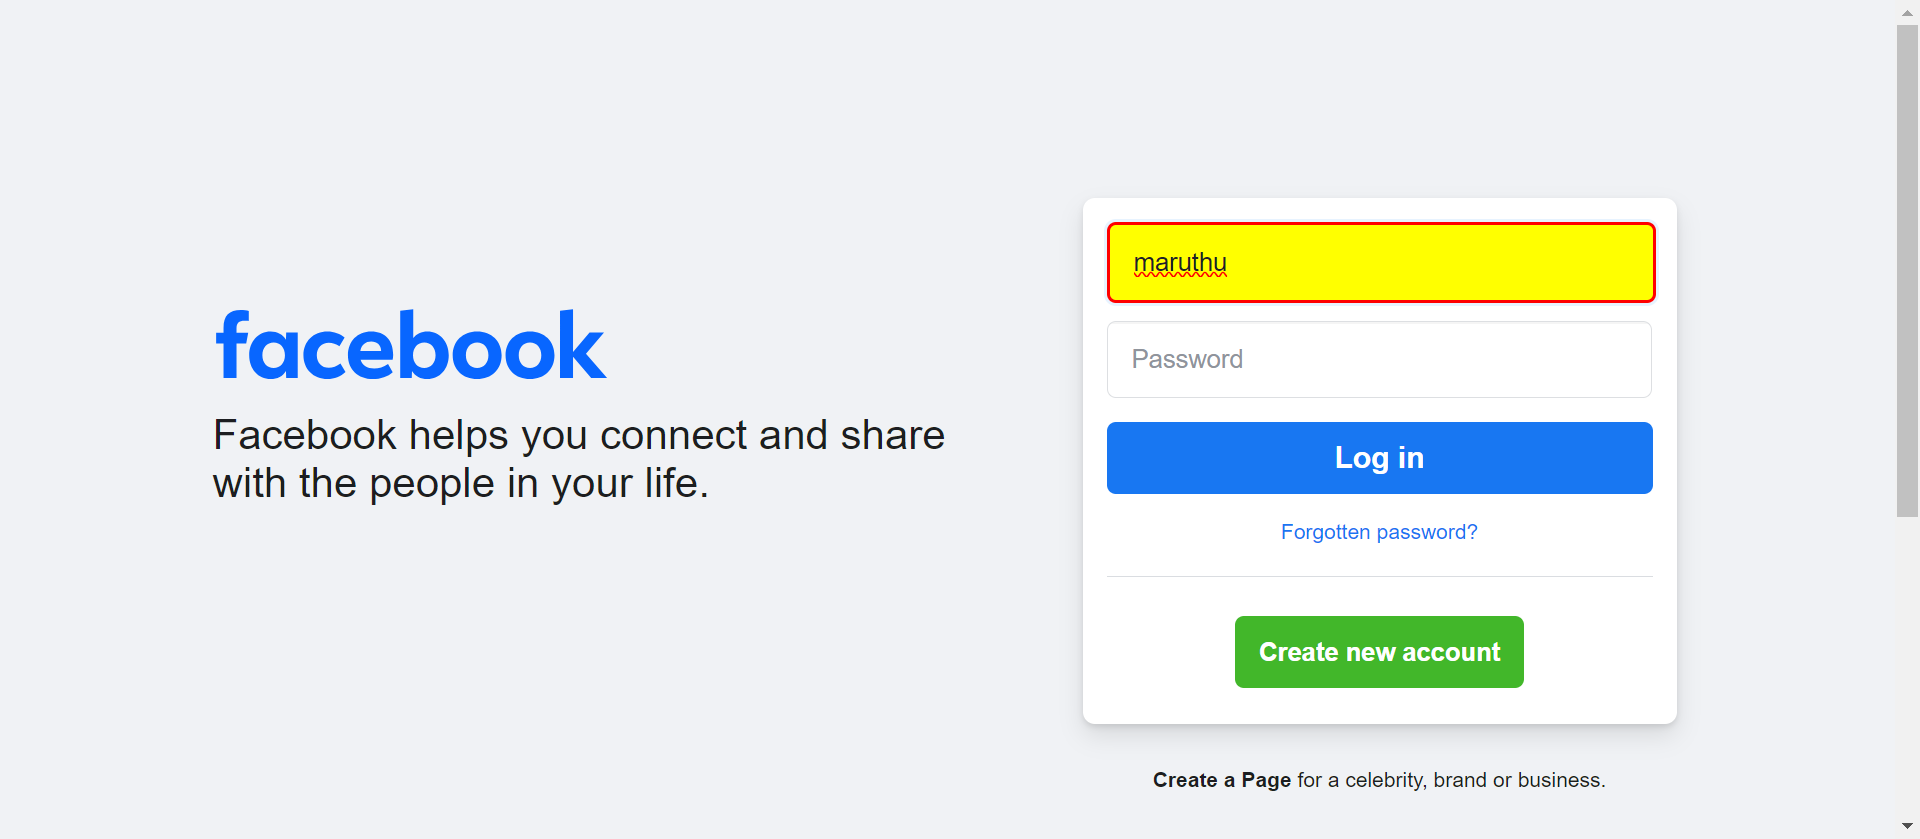 facebook
Facebook helps you connect and share
with the people in your life.
maruthu
Password
Log in
Forgotten password?
Create new account
Create a Page for a celebrity, brand or business.